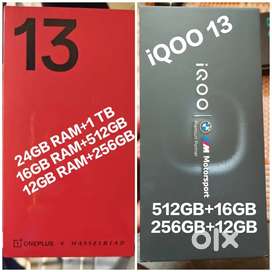 13
24GB RAM+1 TB
16GB RAM+512GB
12GB RAM+256GB
ONEPLUS × HASSELBLAD
iQOO 13
iQOO
M Motorsport
512GB+16GB
256GB+12GB
olx